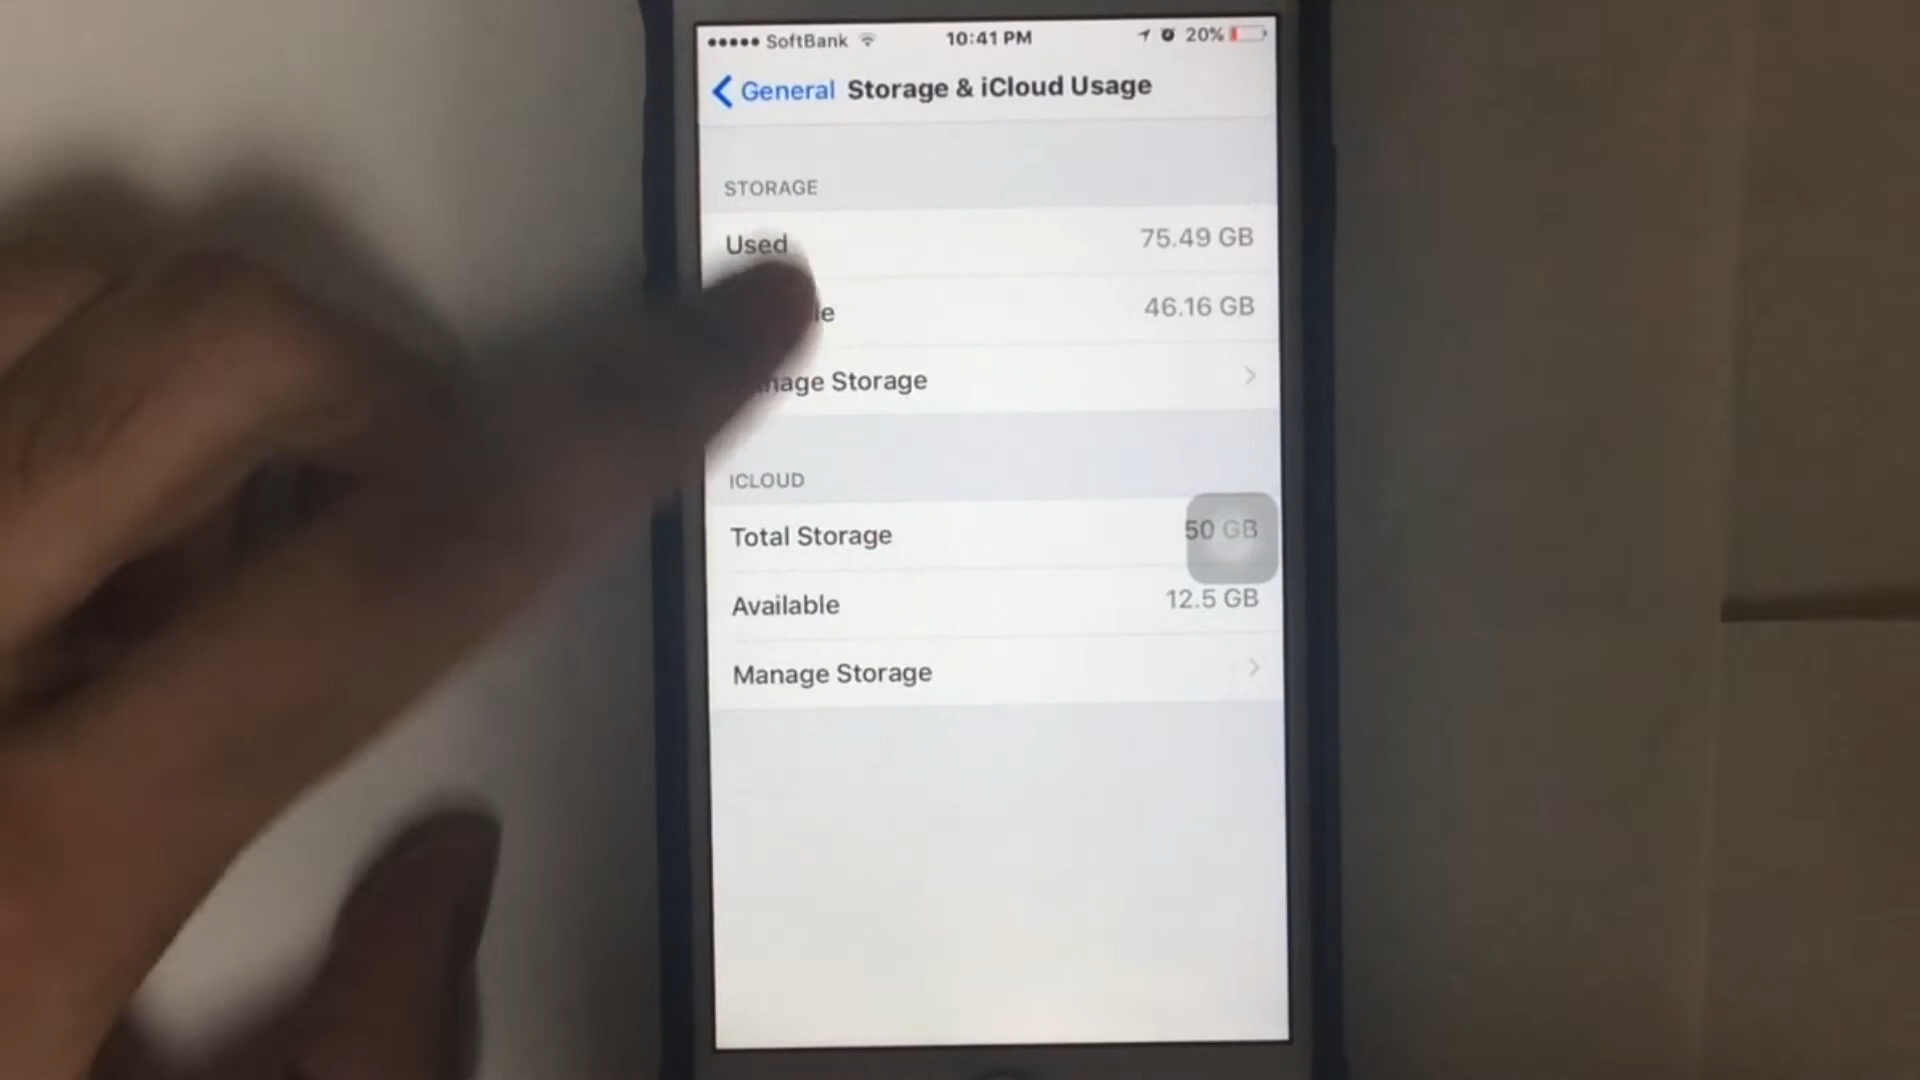 SoftBank 10:41 PM 20%
General Storage & iCloud Usage
STORAGE
Used 75.49 GB
le 46.16 GB
nage Storage
ICLOUD
Total Storage 50 GB
Available 12.5 GB
Manage Storage